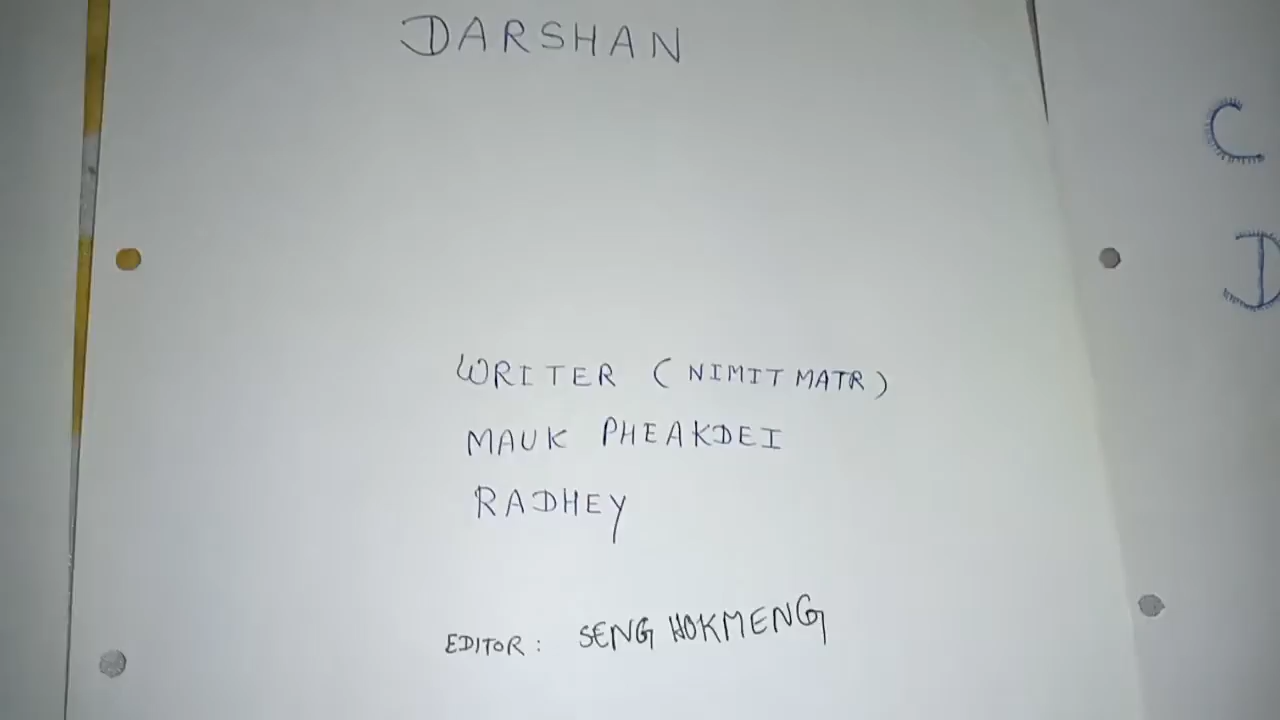 DARSHAN
WRITER (NIMIT MATR)
MAUK PHEAKDEI
RADHEY
EDITOR: SENG HOKMENG
C
D